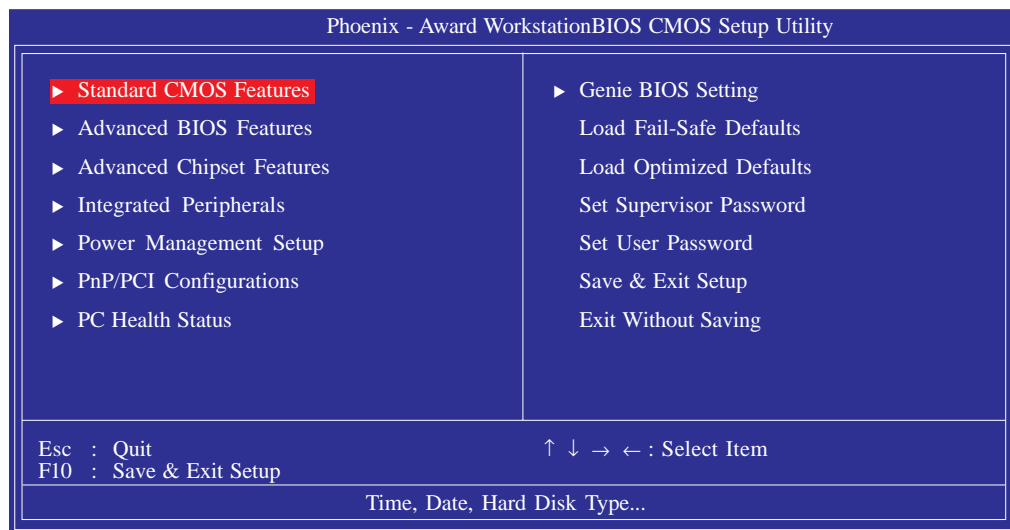 Phoenix - Award WorkstationBIOS CMOS Setup Utility
► Standard CMOS Features
► Advanced BIOS Features
► Advanced Chipset Features
► Integrated Peripherals
► Power Management Setup
► PnP/PCI Configurations
► PC Health Status
► Genie BIOS Setting
Load Fail-Safe Defaults
Load Optimized Defaults
Set Supervisor Password
Set User Password
Save & Exit Setup
Exit Without Saving
Esc : Quit
F10 : Save & Exit Setup
↑ ↓ → ← : Select Item
Time, Date, Hard Disk Type...